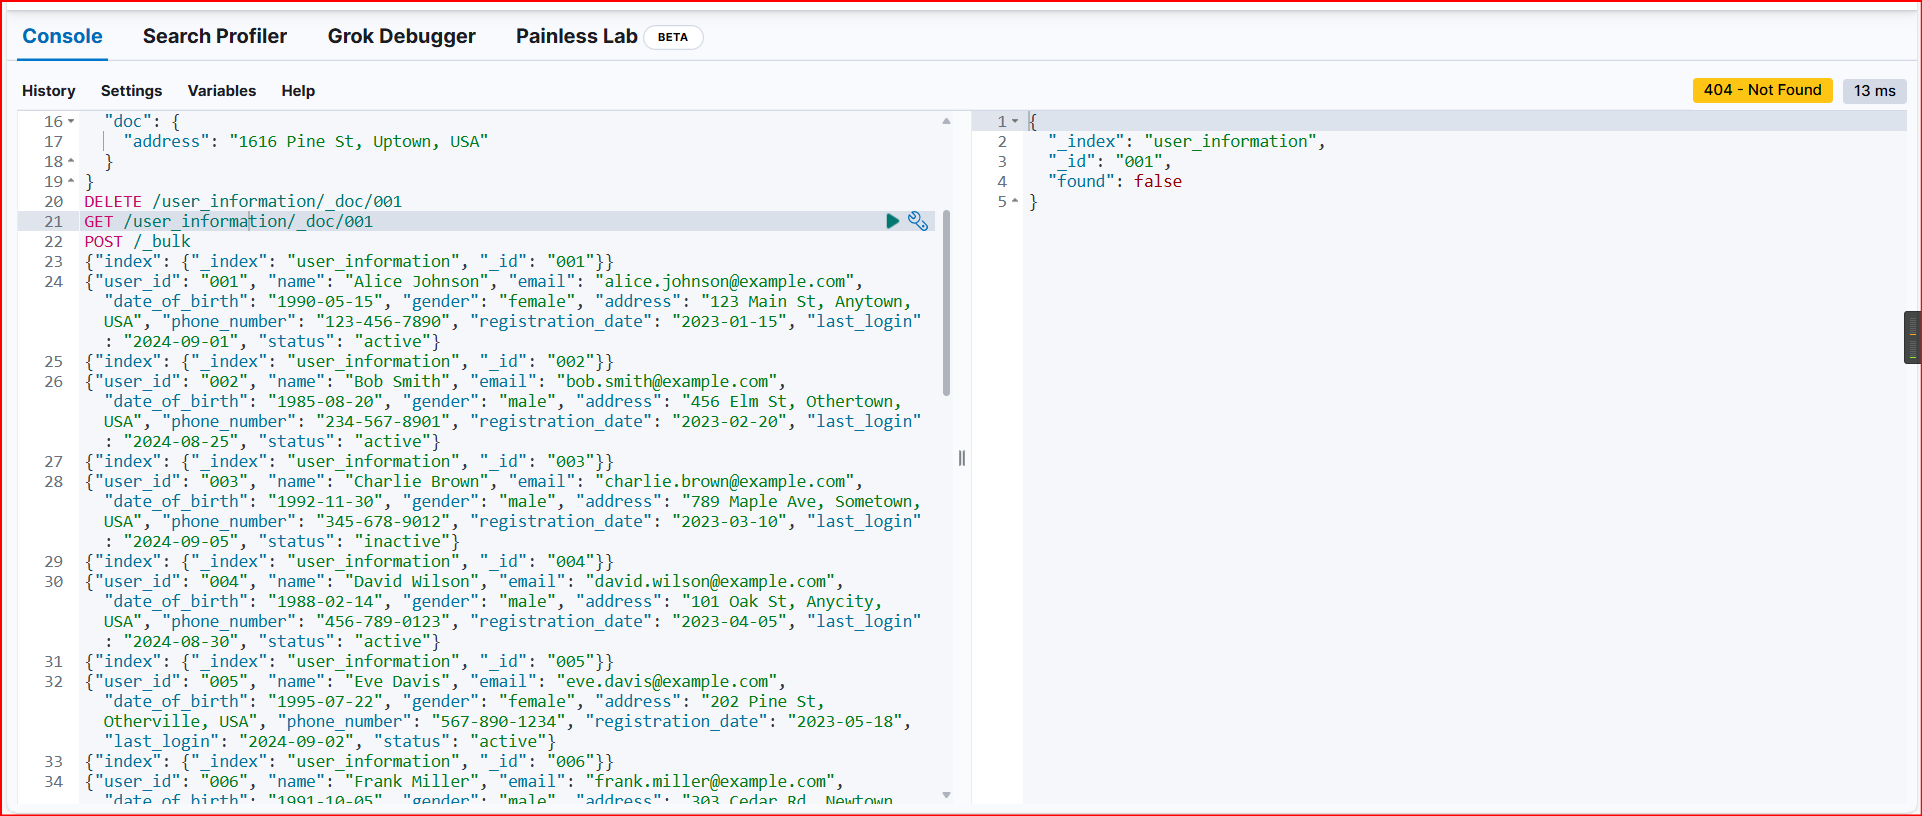 Console Search Profiler Grok Debugger Painless Lab BETA
History Settings Variables Help 404 - Not Found 13 ms
16 "doc": {
17 "address": "1616 Pine St, Uptown, USA"
18 }
19 }
20 DELETE /user_information/_doc/001
21 GET /user_information/_doc/001
22 POST /_bulk
23 {"index": {"_index": "user_information", "_id": "001"}}
24 {"user_id": "001", "name": "Alice Johnson", "email": "alice.johnson@example.com",
"date_of_birth": "1990-05-15", "gender": "female", "address": "123 Main St, Anytown,
USA", "phone_number": "123-456-7890", "registration_date": "2023-01-15", "last_login"
: "2024-09-01", "status": "active"}
25 {"index": {"_index": "user_information", "_id": "002"}}
26 {"user_id": "002", "name": "Bob Smith", "email": "bob.smith@example.com",
"date_of_birth": "1985-08-20", "gender": "male", "address": "456 Elm St, Othertown,
USA", "phone_number": "234-567-8901", "registration_date": "2023-02-20", "last_login"
: "2024-08-25", "status": "active"}
27 {"index": {"_index": "user_information", "_id": "003"}}
28 {"user_id": "003", "name": "Charlie Brown", "email": "charlie.brown@example.com",
"date_of_birth": "1992-11-30", "gender": "male", "address": "789 Maple Ave, Sometown,
USA", "phone_number": "345-678-9012", "registration_date": "2023-03-10", "last_login"
: "2024-09-05", "status": "inactive"}
29 {"index": {"_index": "user_information", "_id": "004"}}
30 {"user_id": "004", "name": "David Wilson", "email": "david.wilson@example.com",
"date_of_birth": "1988-02-14", "gender": "male", "address": "101 Oak St, Anycity,
USA", "phone_number": "456-789-0123", "registration_date": "2023-04-05", "last_login"
: "2024-08-30", "status": "active"}
31 {"index": {"_index": "user_information", "_id": "005"}}
32 {"user_id": "005", "name": "Eve Davis", "email": "eve.davis@example.com",
"date_of_birth": "1995-07-22", "gender": "female", "address": "202 Pine St,
Otherville, USA", "phone_number": "567-890-1234", "registration_date": "2023-05-18",
"last_login": "2024-09-02", "status": "active"}
33 {"index": {"_index": "user_information", "_id": "006"}}
34 {"user_id": "006", "name": "Frank Miller", "email": "frank.miller@example.com",
"date_of_birth": "1991-10-05", "gender": "male", "address": "303 Cedar Rd, Newtown,
1 {
2 "_index": "user_information",
3 "_id": "001",
4 "found": false
5 }